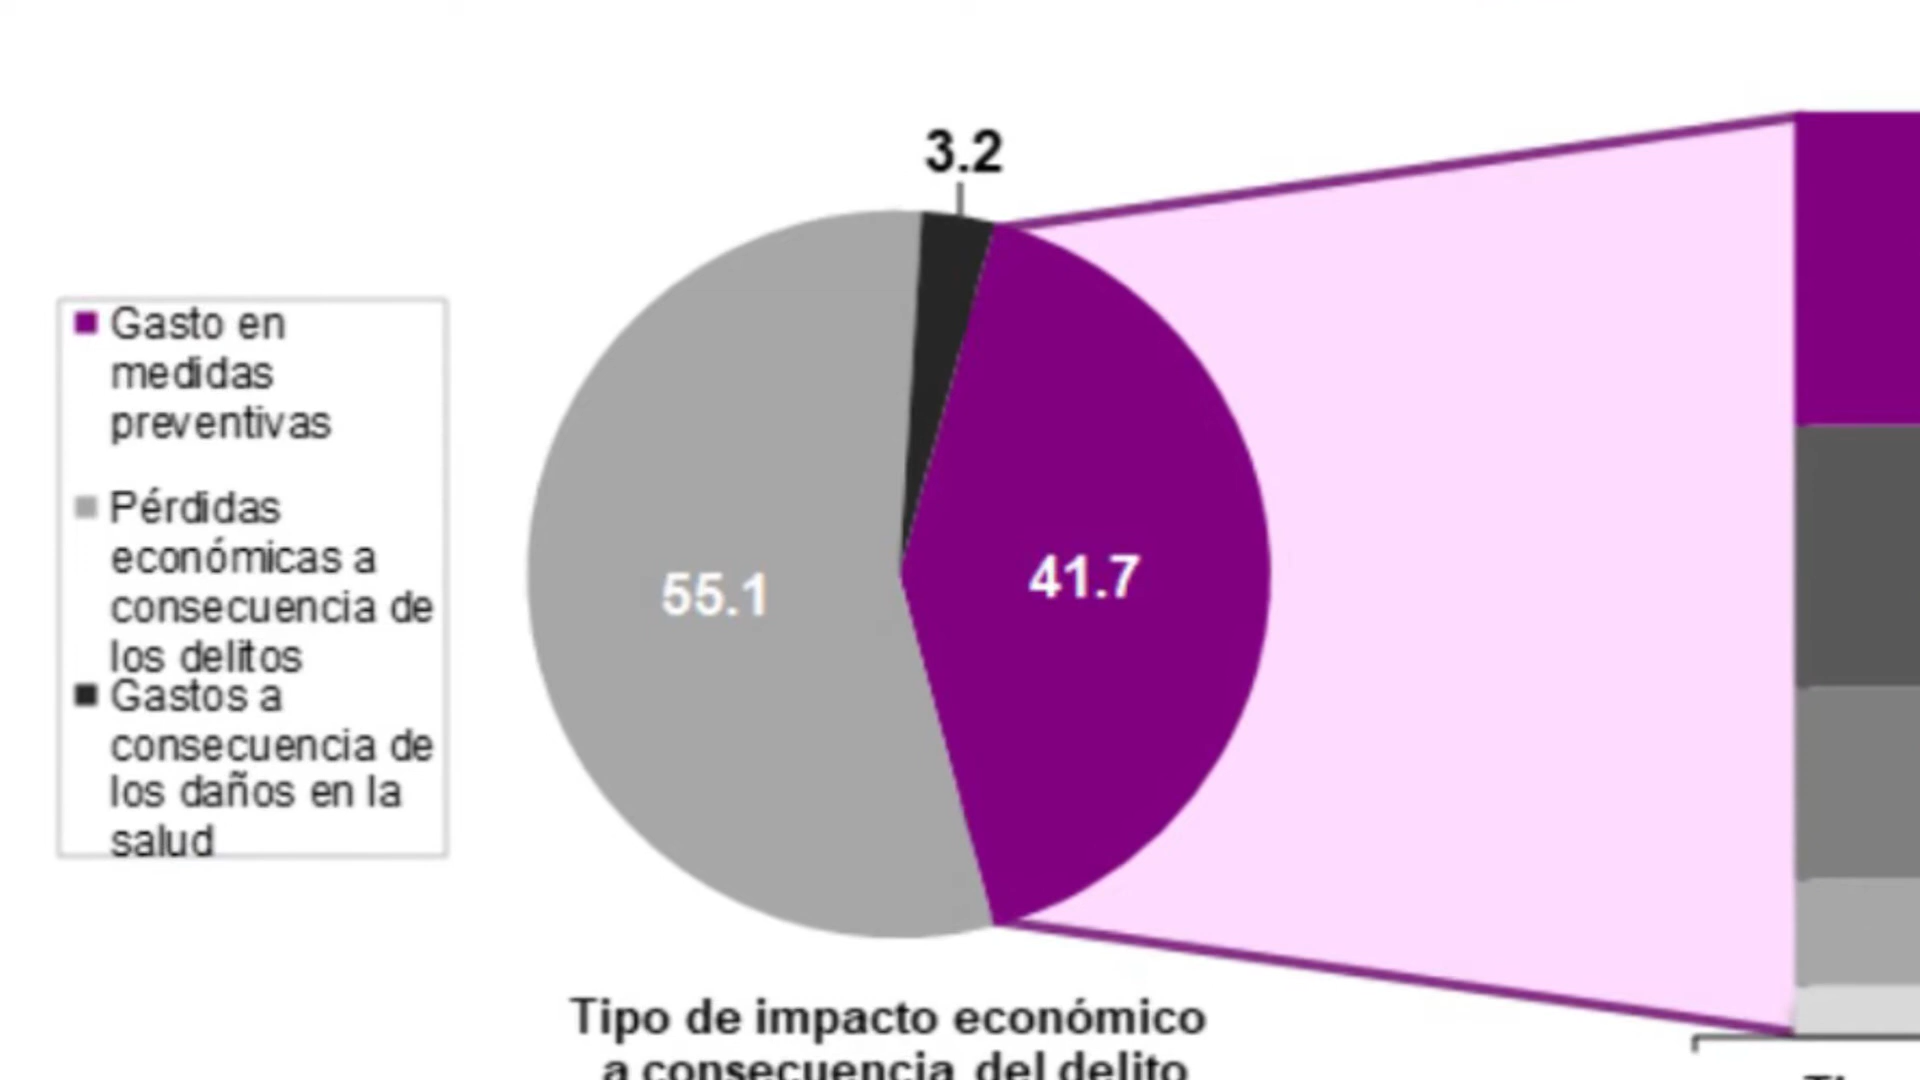 3.2
Gasto en
medidas
preventivas
Pérdidas
económicas a
consecuencia de
los delitos
Gastos a
consecuencia de
los daños en la
salud
55.1
41.7
Tipo de impacto económico
a consecuencia del delito